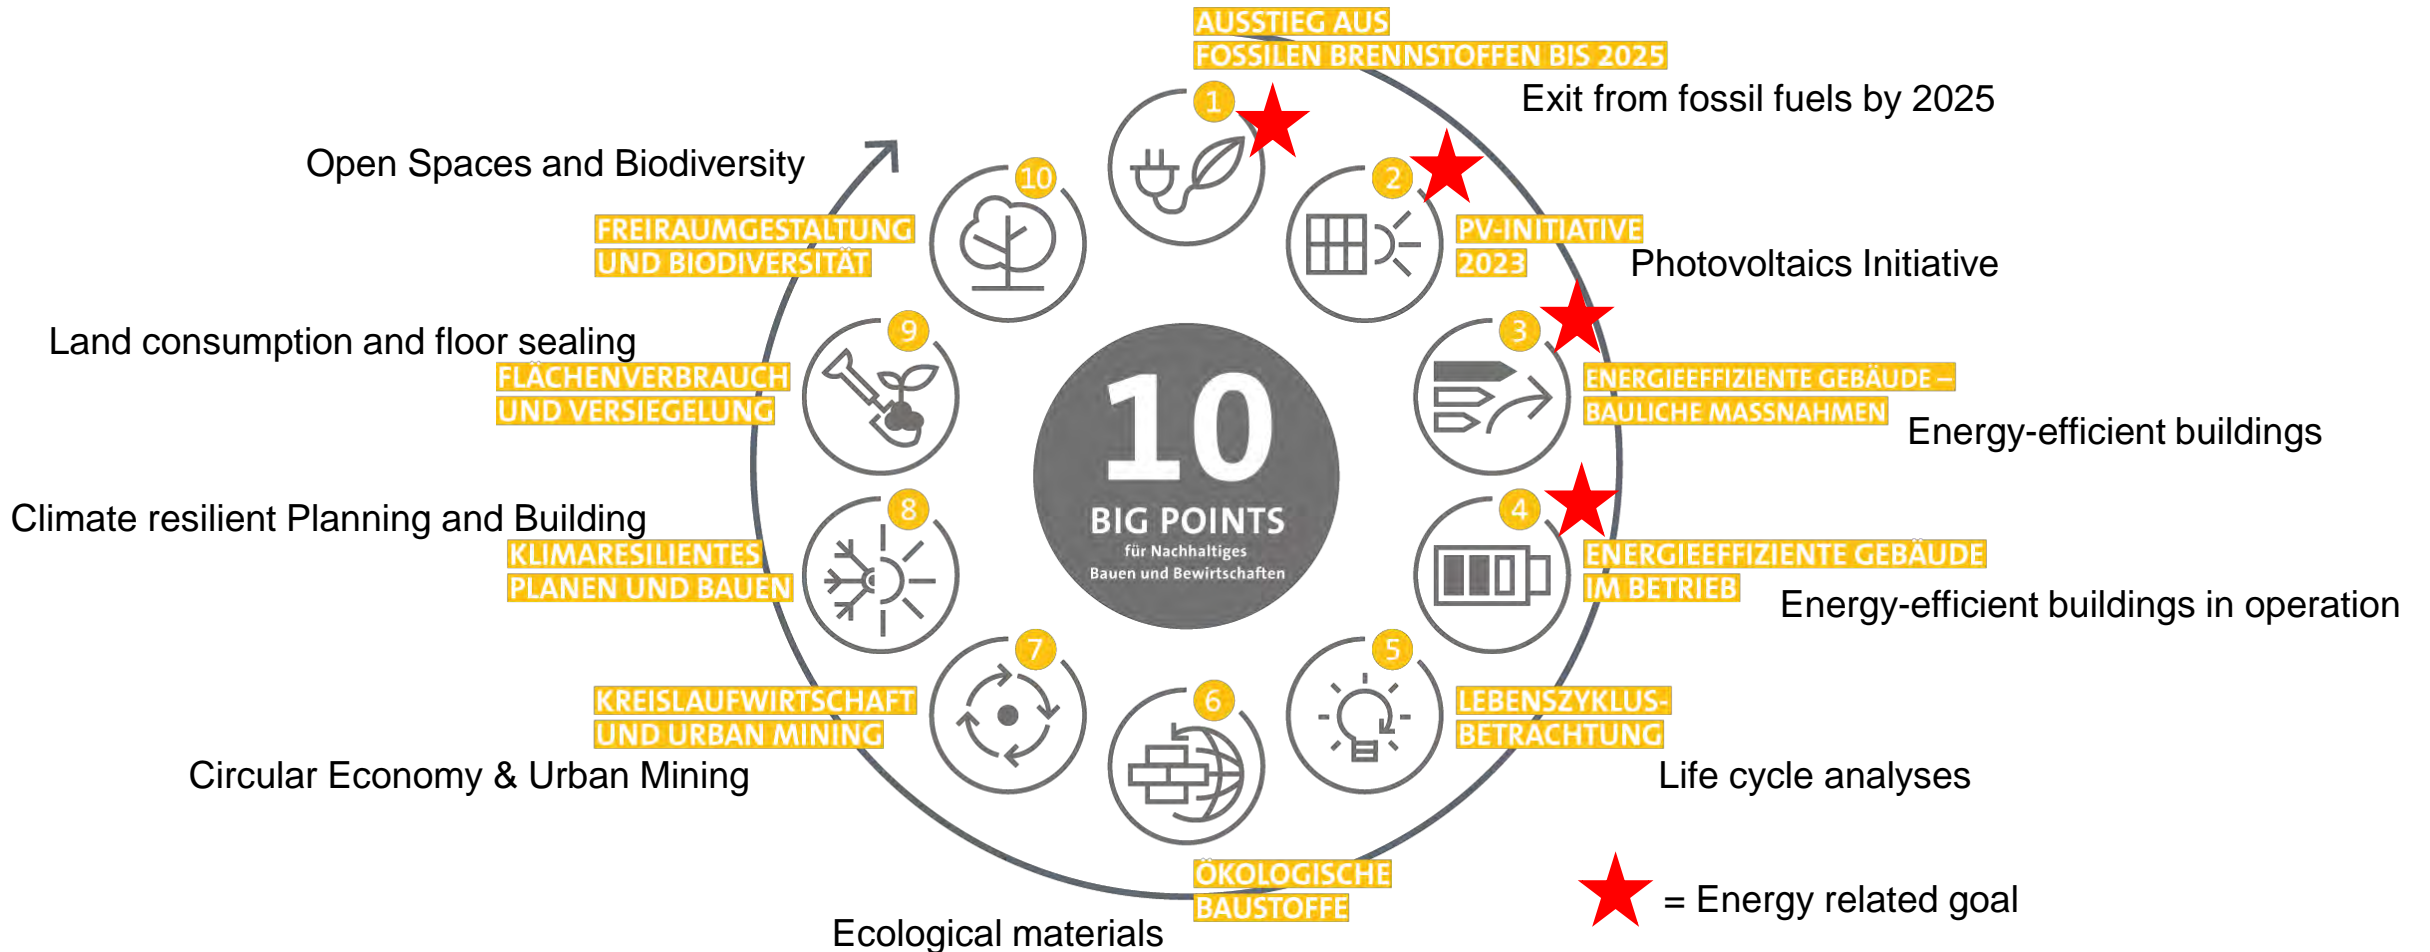 AUSSTIEG AUS
FOSSILEN BRENNSTOFFEN BIS 2025
Exit from fossil fuels by 2025
1
2
PV-INITIATIVE
2023
Photovoltaics Initiative
3
ENERGIEEFFIZIENTE GEBÄUDE –
BAULICHE MASSNAHMEN
Energy-efficient buildings
4
ENERGIEEFFIZIENTE GEBÄUDE
IM BETRIEB
Energy-efficient buildings in operation
5
LEBENSZYKLUS-
BETRACHTUNG
Life cycle analyses
6
ÖKOLOGISCHE
BAUSTOFFE
Ecological materials
7
KREISLAUFWIRTSCHAFT
UND URBAN MINING
Circular Economy & Urban Mining
8
Climate resilient Planning and Building
KLIMARESILIENTES
PLANEN UND BAUEN
9
Land consumption and floor sealing
FLÄCHENVERBRAUCH
UND VERSIEGELUNG
10
Open Spaces and Biodiversity
FREIRAUMGESTALTUNG
UND BIODIVERSITÄT
10
BIG POINTS
für Nachhaltiges
Bauen und Bewirtschaften
= Energy related goal